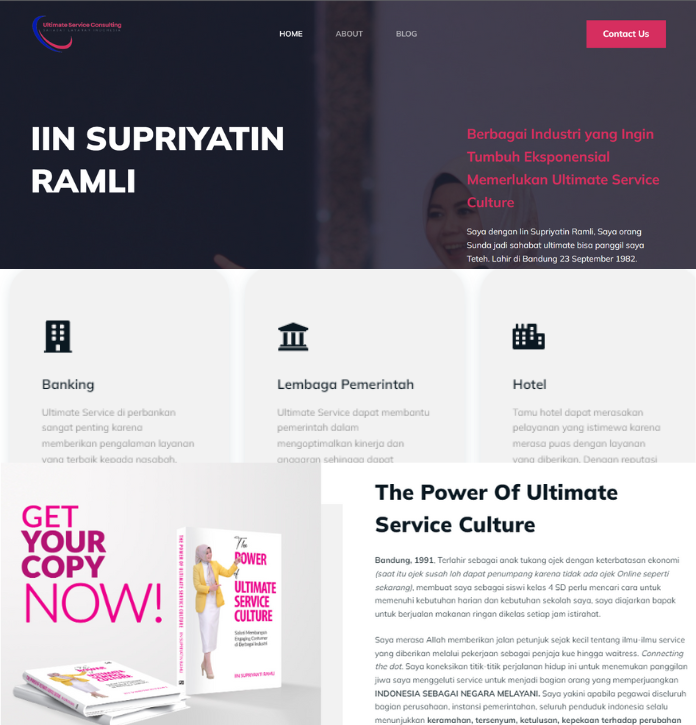 Ultimate Service Consulting
HOME
ABOUT
BLOG
Contact Us
IIN SUPRIYATIN
RAMLI
Berbagai Industri yang Ingin
Tumbuh Eksponensial
Memerlukan Ultimate Service
Culture
Saya dengan Iin Supriyatin Ramli, Saya orang
Sunda jadi sahabat ultimate bisa panggil saya
Teteh. Lahir di Bandung 23 September 1982.
Banking
Ultimate Service di perbankan
sangat penting karena
memberikan pengalaman layanan
yang terbaik kepada nasabah.
Lembaga Pemerintah
Ultimate Service dapat membantu
pemerintah dalam
mengoptimalkan kinerja dan
anggaran sehingga dapat
Hotel
Tamu hotel dapat merasakan
pelayanan yang istimewa karena
merasa puas dengan layanan
yang diberikan. Dengan reputasi
GET
YOUR
COPY
NOW!
THE POWER OF ULTIMATE SERVICE CULTURE
The
POWER
of
ULTIMATE
SERVICE
CULTURE
Sebuah Membangun
Engaging Customer
di Berbagai Industri
IIN SUPRIYATIN RAMLI
The Power Of Ultimate
Service Culture
Bandung, 1991, Terlahir sebagai anak tukang ojek dengan keterbatasan ekonomi
(saat itu ojek susah loh dapat penumpang karena tidak ada ojek Online seperti
sekarang), membuat saya sebagai siswi kelas 4 SD perlu mencari cara untuk
memenuhi kebutuhan harian dan kebutuhan sekolah saya, saya diajarkan bapak
untuk berjualan makanan ringan dikelas setiap jam istirahat.
Saya merasa Allah memberikan jalan petunjuk sejak kecil tentang ilmu-ilmu service
yang diberikan melalui pekerjaan sebagai penjaja kue hingga waitress. Connecting
the dot. Saya koneksikan titik-titik perjalanan hidup ini untuk menemukan panggilan
jiwa saya menggeluti service untuk menjadi bagian orang yang memperjuangkan
INDONESIA SEBAGAI NEGARA MELAYANI. Saya yakini apabila pegawai diseluruh
bagian perusahaan, instansi pemerintahan, seluruh penduduk indonesia selalu
menunjukkan keramahan, tersenyum, ketulusan, kepekaan terhadap perubahan